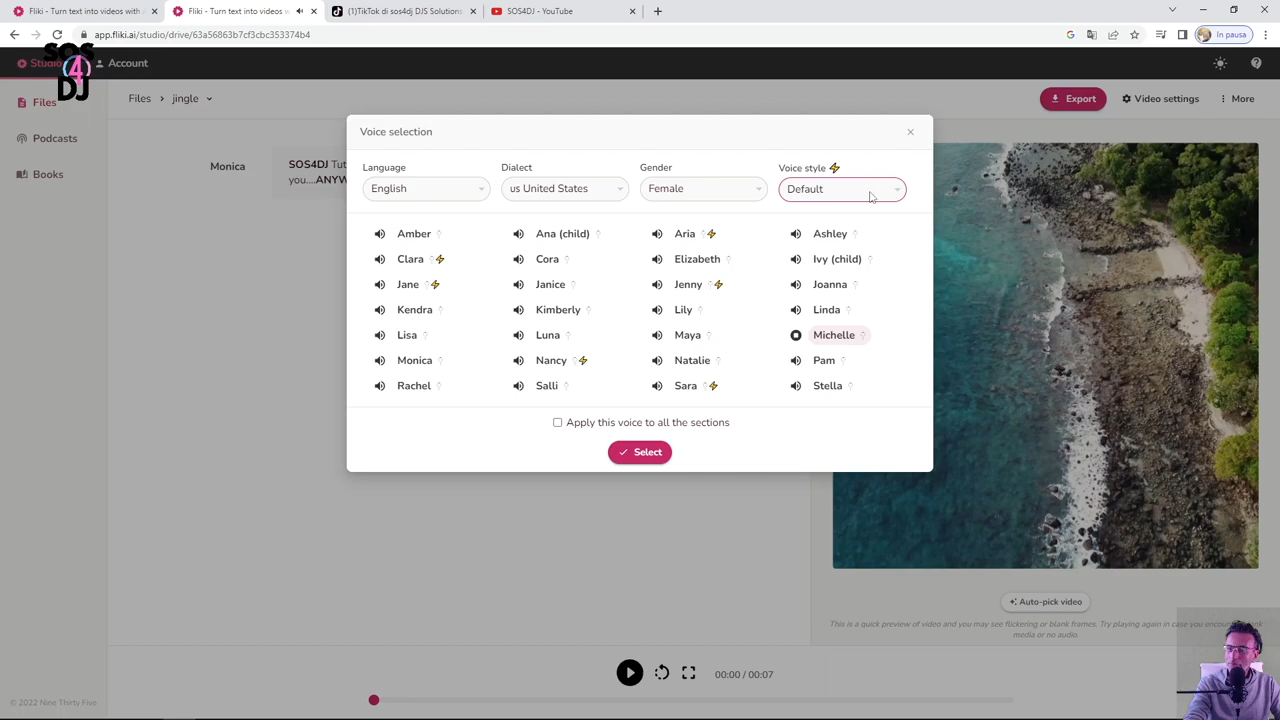 Fliki - Turn text into videos with A
Fliki - Turn text into videos w
(1)TikTok di sos4dj DJS Solutions
SOS4DJ - YouTube
app.fliki.ai/studio/drive/63a56863b7cf3cbc353374b4
In pausa
SOS
4
DJ
Studio
Account
Files
Podcasts
Books
Files > jingle
Export
Video settings
More
Monica
SOS4DJ Tut
you....ANYW
Voice selection
Language
Dialect
Gender
Voice style
English
us United States
Female
Default
Amber
Ana (child)
Aria
Ashley
Clara
Cora
Elizabeth
Ivy (child)
Jane
Janice
Jenny
Joanna
Kendra
Kimberly
Lily
Linda
Lisa
Luna
Maya
Michelle
Monica
Nancy
Natalie
Pam
Rachel
Salli
Sara
Stella
Apply this voice to all the sections
Select
Auto-pick video
This is a quick preview of video and you may see flickering or blank frames. Try playing again in case you encount
media or no audio.
00:00 / 00:07
© 2022 Nine Thirty Five